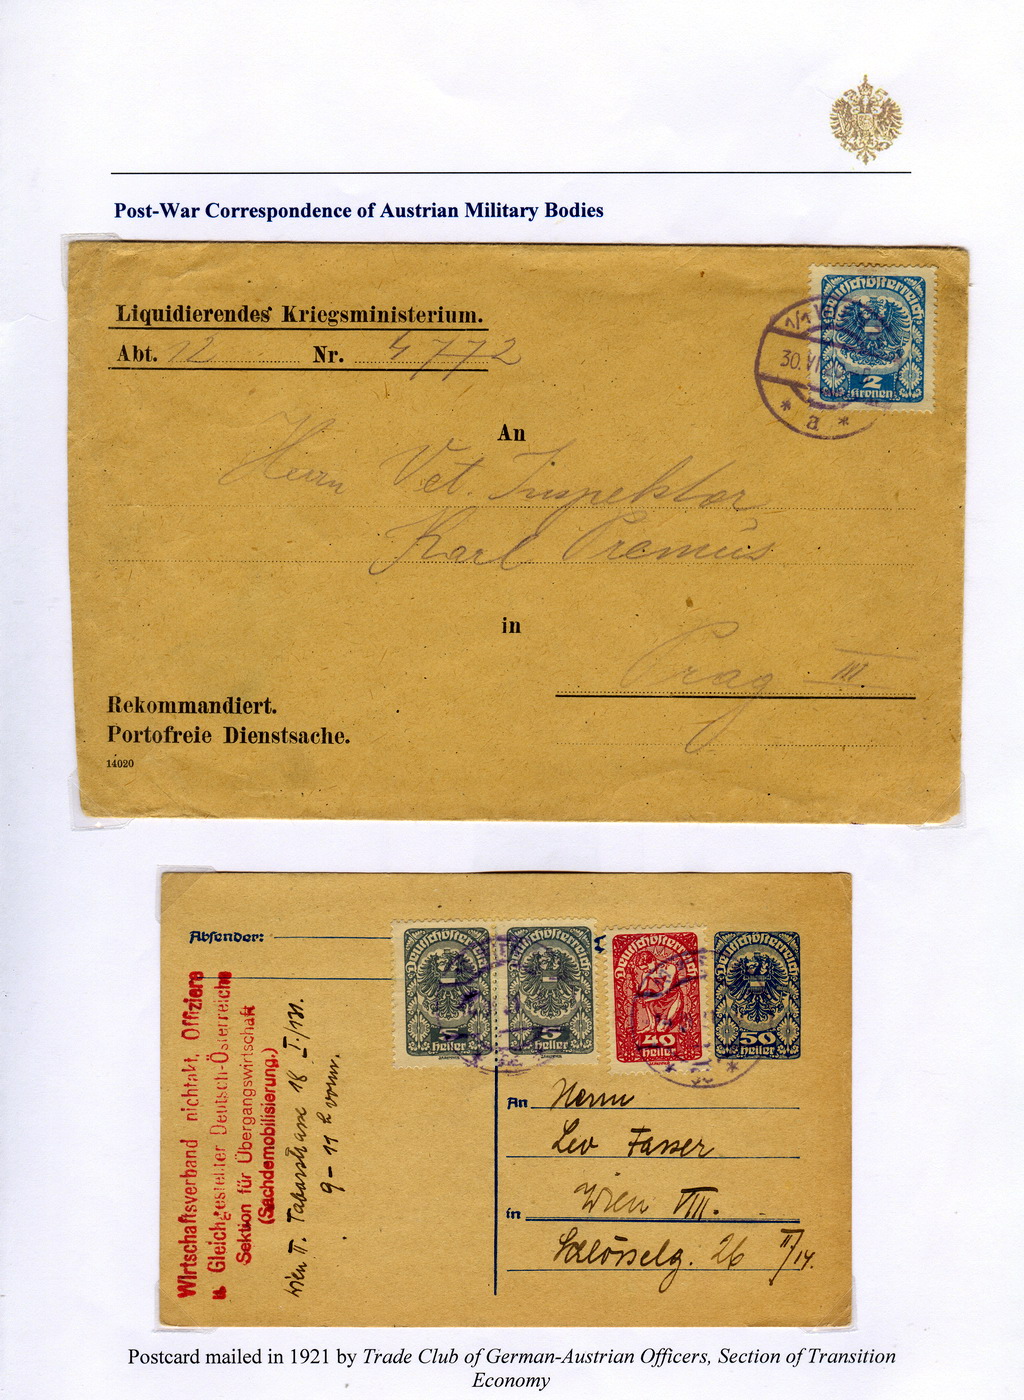 Post-War Correspondence of Austrian Military Bodies
Liquidierendes Kriegsministerium.
Abt. 12 Nr. 4772
Deutschösterreich
2
Kronen
30.VI
a
An
Herrn Vet. Inspektor
Karl Premus
in
Prag III.
Rekommandiert.
Portofreie Dienstsache.
14020
Absender:
Deutschösterreich
5
Heller
Deutschösterreich
5
Heller
Deutschösterreich
40
Heller
Deutschösterreich
50
Heller
Wirtschaftsverband nichtakt. Offiziere
u. Gleichgestellter Deutsch-Österreichs
Sektion für Übergangswirtschaft
(Sachdemobilisierung.)
Wien II. Taborstrasse 18 I/131.
9-11 h vorm.
An Herrn
Leo Fasser
in Wien VIII.
Schlösselg. 26 II/14.
Postcard mailed in 1921 by Trade Club of German-Austrian Officers, Section of Transition
Economy